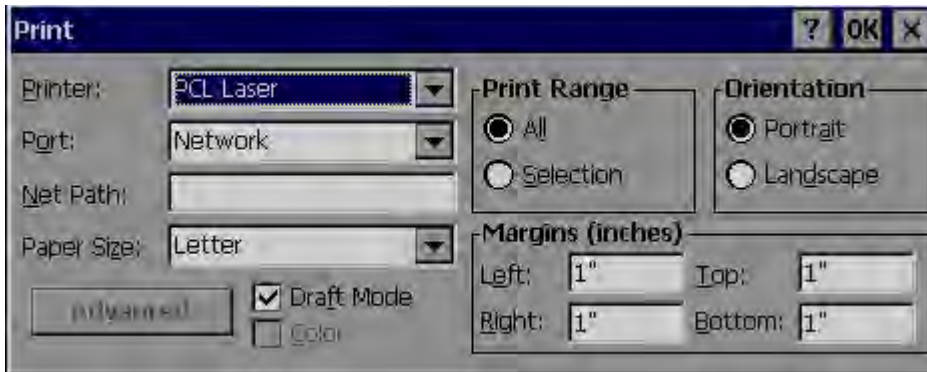 Print ? OK ×
Printer: PCL Laser
Port: Network
Net Path:
Paper Size: Letter
Advanced
Draft Mode
Color
Print Range
All
Selection
Orientation
Portrait
Landscape
Margins (inches)
Left: 1" Top: 1"
Right: 1" Bottom: 1"